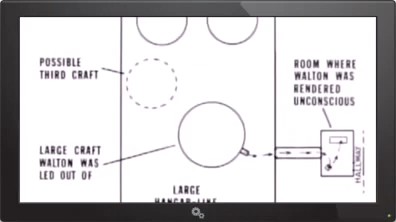 POSSIBLE
THIRD CRAFT
ROOM WHERE
WALTON WAS
RENDERED
UNCONSCIOUS
LARGE CRAFT
WALTON WAS
LED OUT OF
HALLWAY
LARGE
HANGAR-LIKE